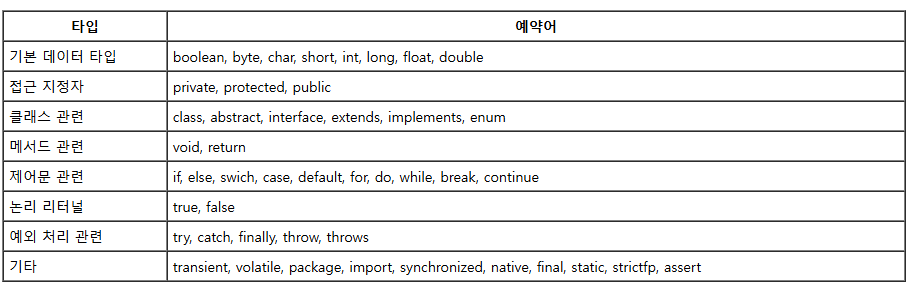 타입 예약어
기본 데이터 타입 boolean, byte, char, short, int, long, float, double
접근 지정자 private, protected, public
클래스 관련 class, abstract, interface, extends, implements, enum
메서드 관련 void, return
제어문 관련 if, else, swich, case, default, for, do, while, break, continue
논리 리터널 true, false
예외 처리 관련 try, catch, finally, throw, throws
기타 transient, volatile, package, import, synchronized, native, final, static, strictfp, assert